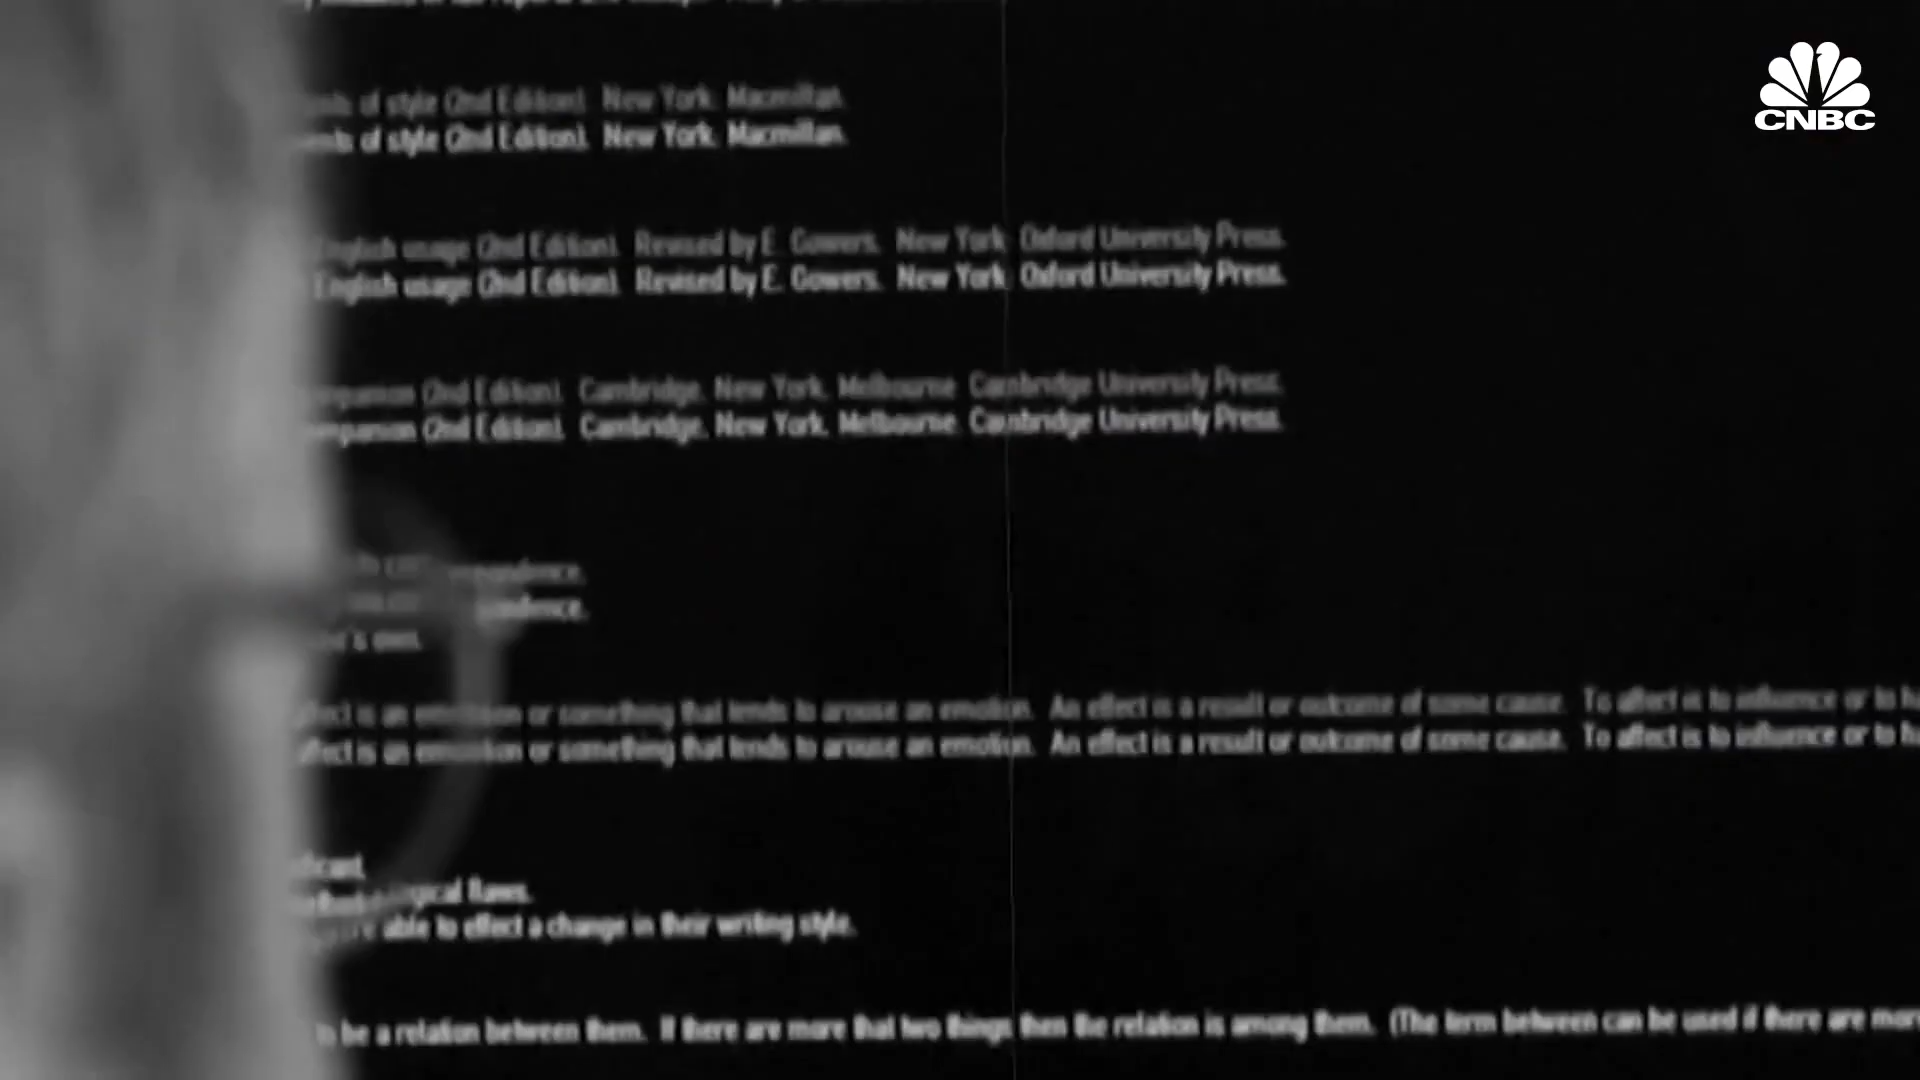 CNBC
of style (2nd Edition). New York: Macmillan.
of style (2nd Edition). New York: Macmillan.
English usage (2nd Edition). Revised by E. Gowers. New York: Oxford University Press.
English usage (2nd Edition). Revised by E. Gowers. New York: Oxford University Press.
(2nd Edition). Cambridge, New York, Melbourne: Cambridge University Press.
(2nd Edition). Cambridge, New York, Melbourne: Cambridge University Press.
own.
is an or something that tends to arouse an emotion. An effect is a result or outcome of some cause. To affect is to influence or to
is an or something that tends to arouse an emotion. An effect is a result or outcome of some cause. To affect is to influence or to
flaws.
able to effect a change in their writing style.
to be a relation between them. If there are more that two things then the relation is among them. (The term between can be used if there are